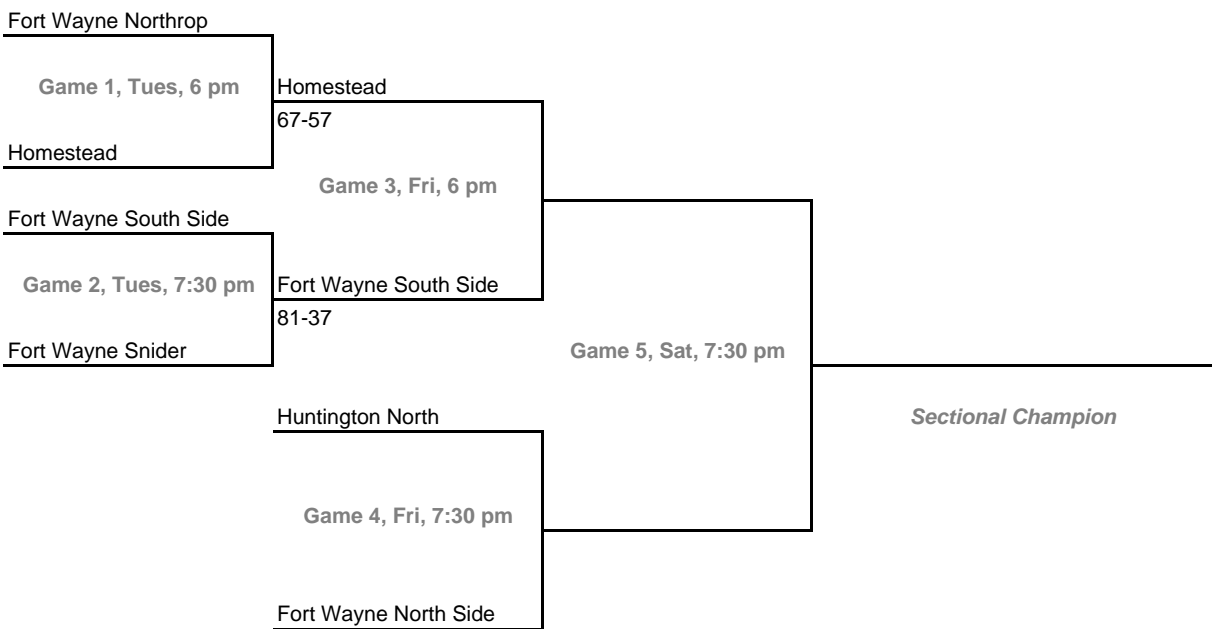 Fort Wayne Northrop
Game 1, Tues, 6 pm
Homestead
67-57
Homestead
Game 3, Fri, 6 pm
Fort Wayne South Side
Game 2, Tues, 7:30 pm
Fort Wayne South Side
81-37
Fort Wayne Snider
Game 5, Sat, 7:30 pm
Huntington North
Sectional Champion
Game 4, Fri, 7:30 pm
Fort Wayne North Side